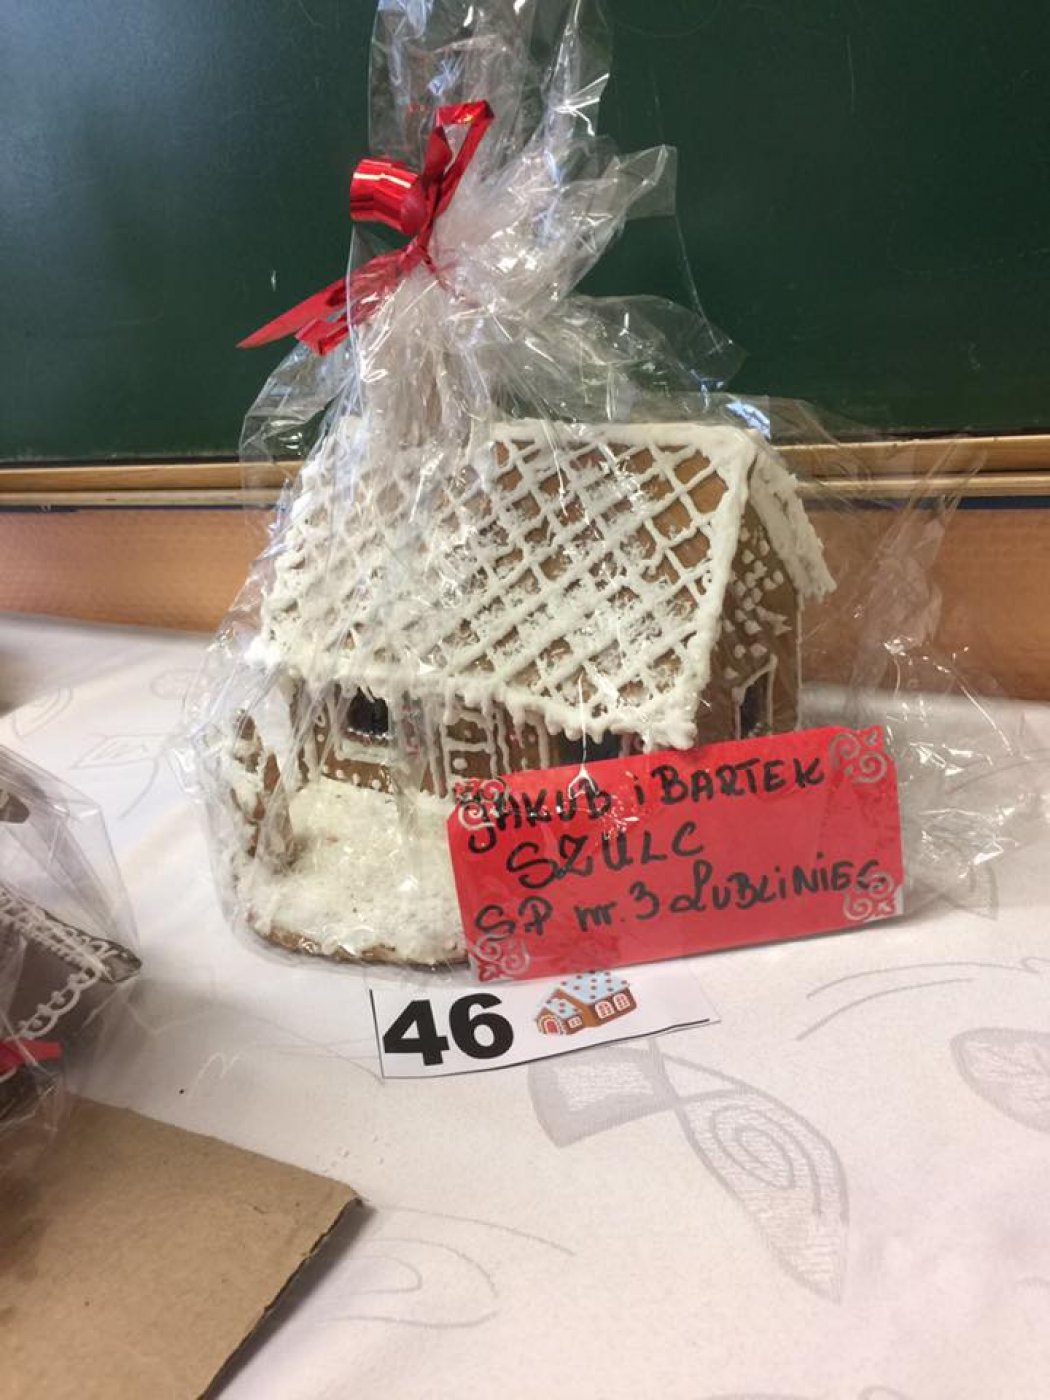 JAKUB i BARTEK
SZULC
SP nr. 3 LUBLINIEC
46